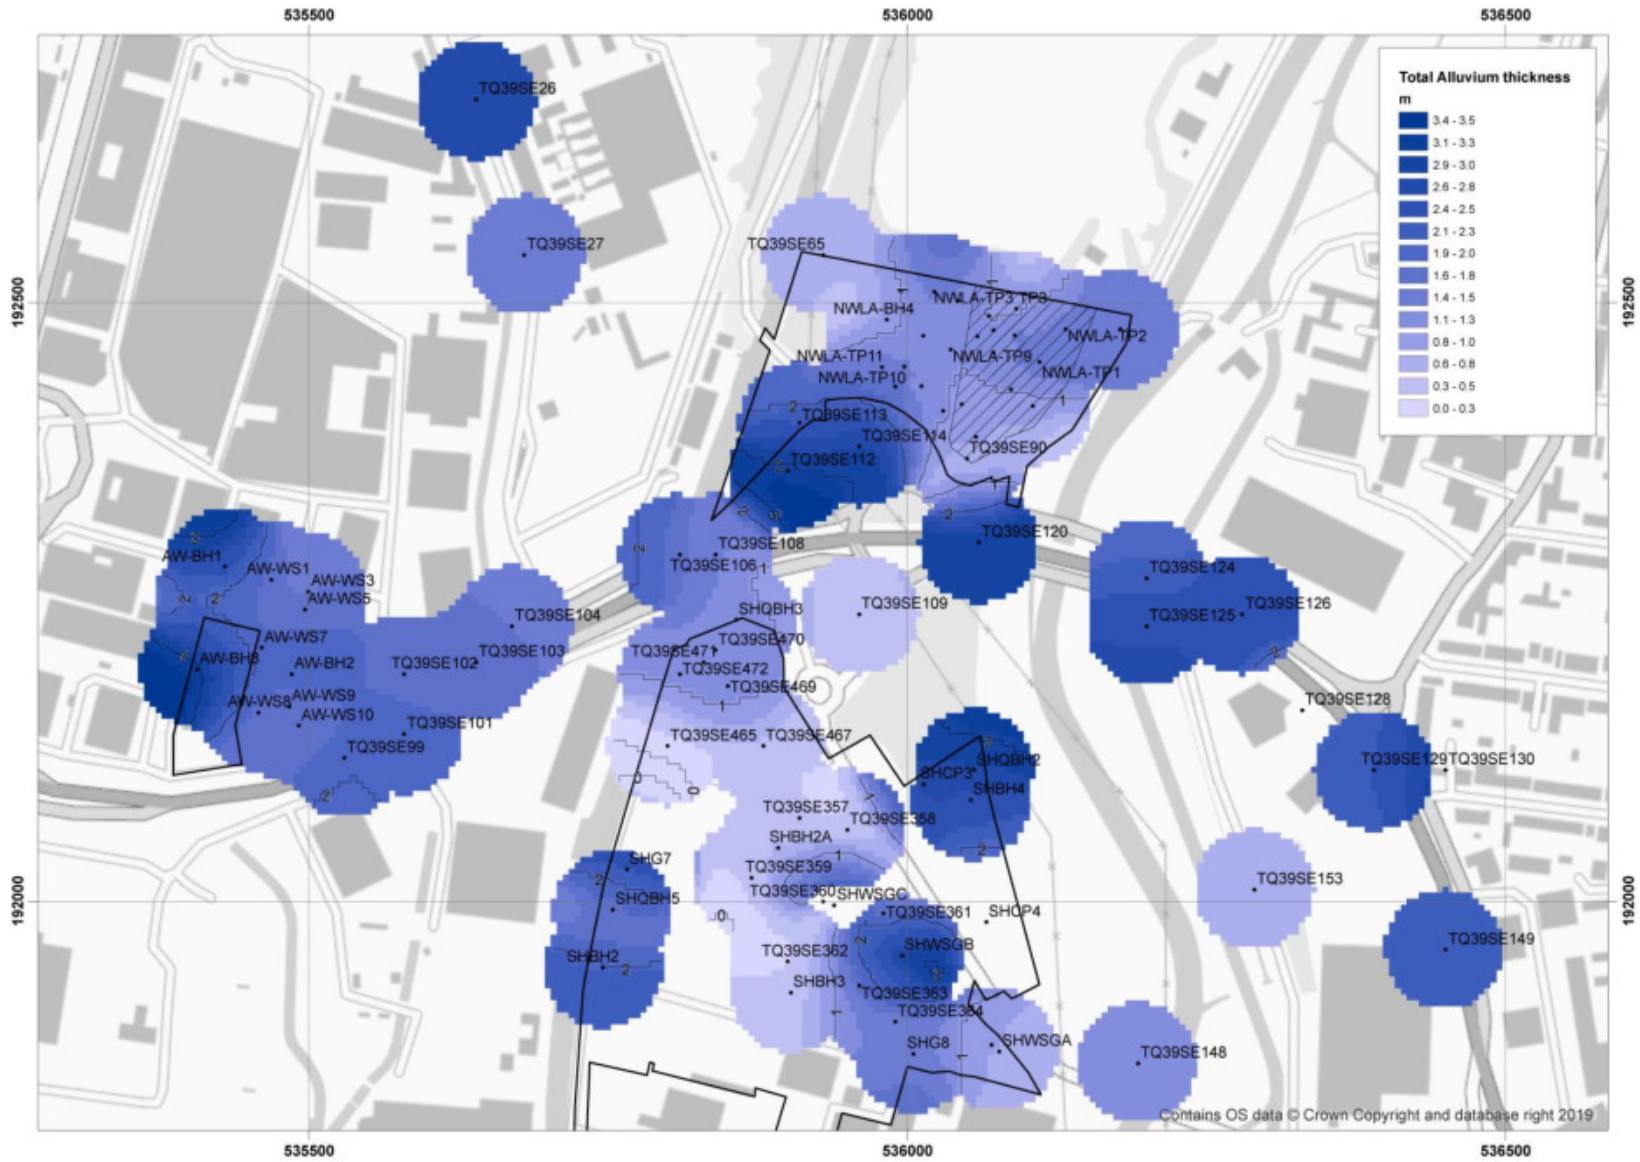 535500
536000
536500
192500
192500
192000
192000
535500
536000
536500
Total Alluvium thickness
m
3.4 - 3.5
3.1 - 3.3
2.9 - 3.0
2.6 - 2.8
2.4 - 2.5
2.1 - 2.3
1.9 - 2.0
1.6 - 1.8
1.4 - 1.5
1.1 - 1.3
0.8 - 1.0
0.6 - 0.8
0.3 - 0.5
0.0 - 0.3
TQ39SE26
TQ39SE27
TQ39SE65
NWLA-TP3 TP3
NWLA-BH4
NWLA-TP2
NWLA-TP11
NWLA-TP9
NWLA-TP10
NWLA-TP1
TQ39SE113
TQ39SE114
TQ39SE90
TQ39SE112
TQ39SE120
AW-BH1
AW-WS1
AW-WS3
AW-WS5
TQ39SE108
TQ39SE106
TQ39SE124
TQ39SE104
SHQBH3
TQ39SE109
TQ39SE125
TQ39SE126
AW-WS7
AW-BH3
AW-BH2
TQ39SE102
TQ39SE103
TQ39SE471
TQ39SE470
TQ39SE472
TQ39SE469
AW-WS8
AW-WS9
AW-WS10
TQ39SE101
TQ39SE99
TQ39SE128
TQ39SE465
TQ39SE467
SHQBH2
SHCP3
SHBH4
TQ39SE129
TQ39SE130
TQ39SE357
TQ39SE358
SHBH2A
SHG7
TQ39SE359
TQ39SE360
SHWSGC
SHQBH5
TQ39SE361
SHCP4
TQ39SE153
TQ39SE362
SHWSGB
SHBH2
SHBH3
TQ39SE363
TQ39SE364
TQ39SE149
SHG8
SHWSGA
TQ39SE148
Contains OS data © Crown Copyright and database right 2019